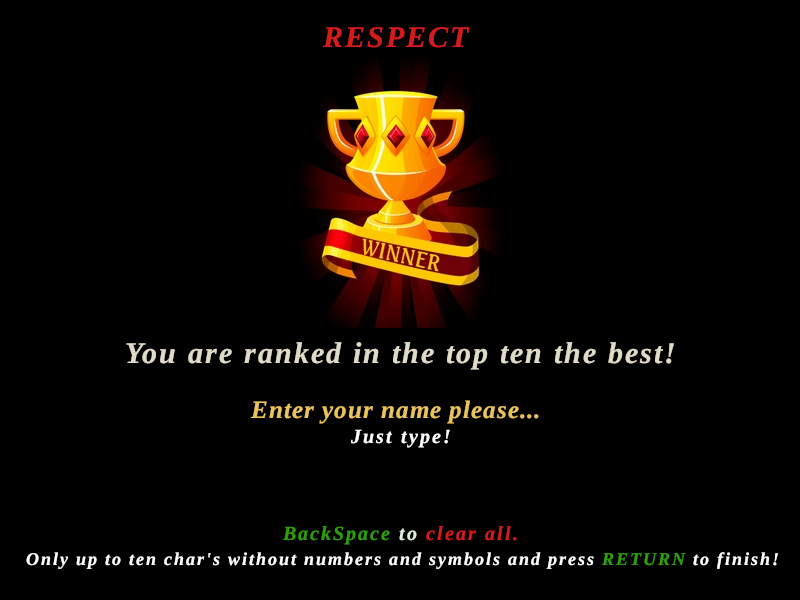 RESPECT
WINNER
You are ranked in the top ten the best!
Enter your name please...
Just type!
BackSpace to clear all.
Only up to ten char's without numbers and symbols and press RETURN to finish!